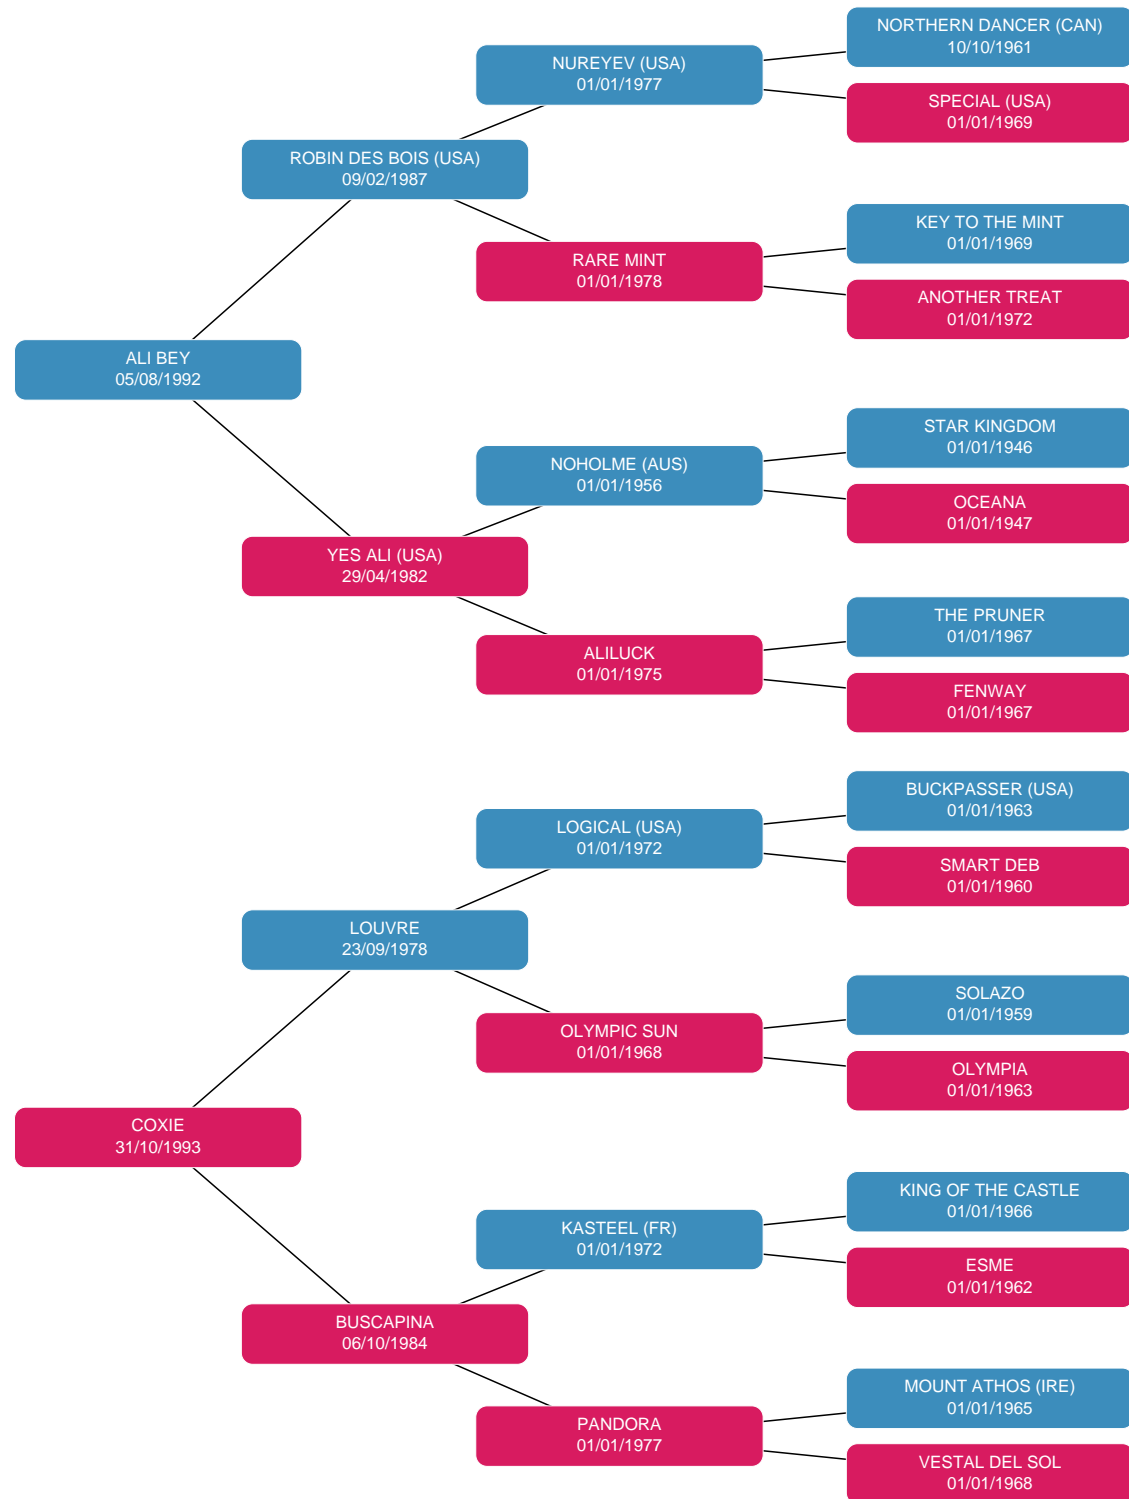 NORTHERN DANCER (CAN)
10/10/1961
NUREYEV (USA)
01/01/1977
SPECIAL (USA)
01/01/1969
ROBIN DES BOIS (USA)
09/02/1987
KEY TO THE MINT
01/01/1969
RARE MINT
01/01/1978
ANOTHER TREAT
01/01/1972
ALI BEY
05/08/1992
STAR KINGDOM
01/01/1946
NOHOLME (AUS)
01/01/1956
OCEANA
01/01/1947
YES ALI (USA)
29/04/1982
THE PRUNER
01/01/1967
ALILUCK
01/01/1975
FENWAY
01/01/1967
BUCKPASSER (USA)
01/01/1963
LOGICAL (USA)
01/01/1972
SMART DEB
01/01/1960
LOUVRE
23/09/1978
SOLAZO
01/01/1959
OLYMPIC SUN
01/01/1968
OLYMPIA
01/01/1963
COXIE
31/10/1993
KING OF THE CASTLE
01/01/1966
KASTEEL (FR)
01/01/1972
ESME
01/01/1962
BUSCAPINA
06/10/1984
MOUNT ATHOS (IRE)
01/01/1965
PANDORA
01/01/1977
VESTAL DEL SOL
01/01/1968